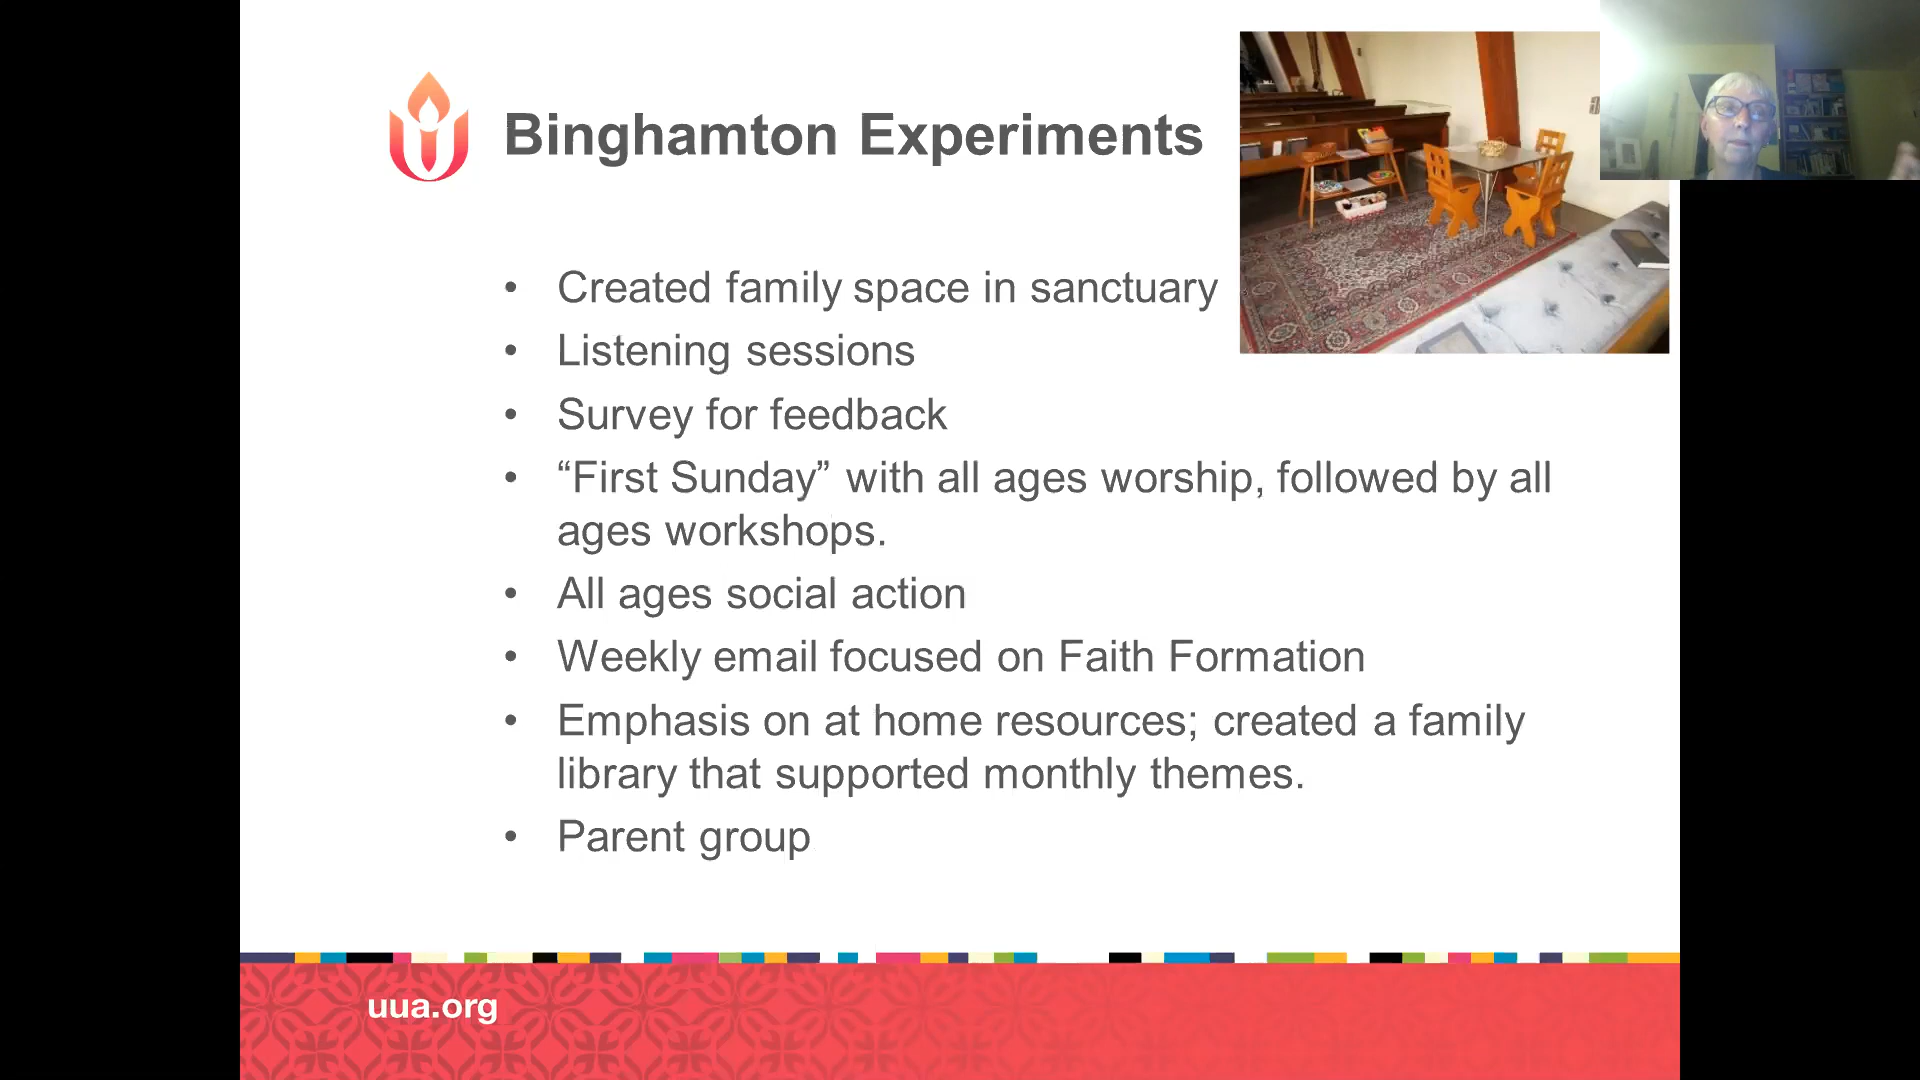 Binghamton Experiments
• Created family space in sanctuary
• Listening sessions
• Survey for feedback
• “First Sunday” with all ages worship, followed by all
ages workshops.
• All ages social action
• Weekly email focused on Faith Formation
• Emphasis on at home resources; created a family
library that supported monthly themes.
• Parent group
uua.org